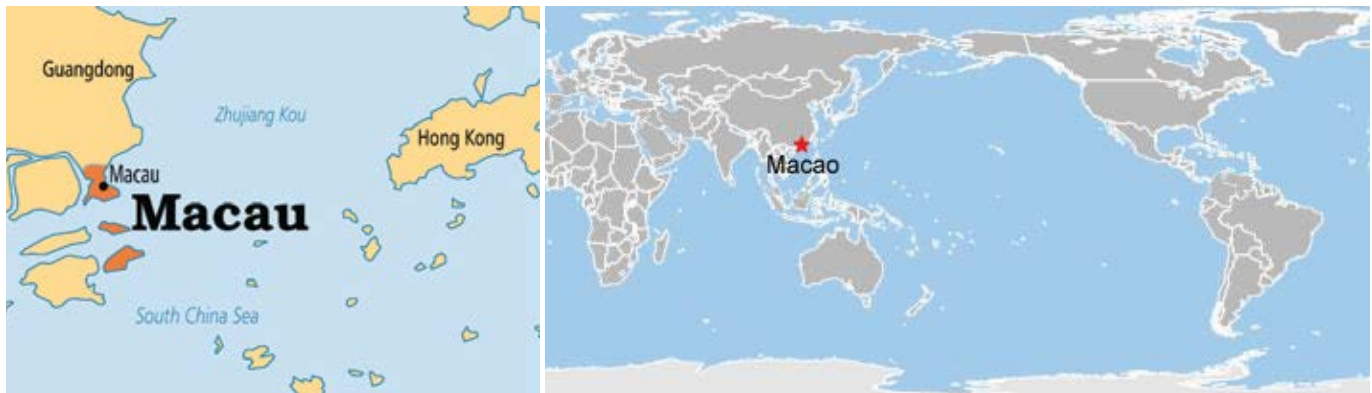 Guangdong
Zhujiang Kou
Hong Kong
Macau
Macau
South China Sea
Macao